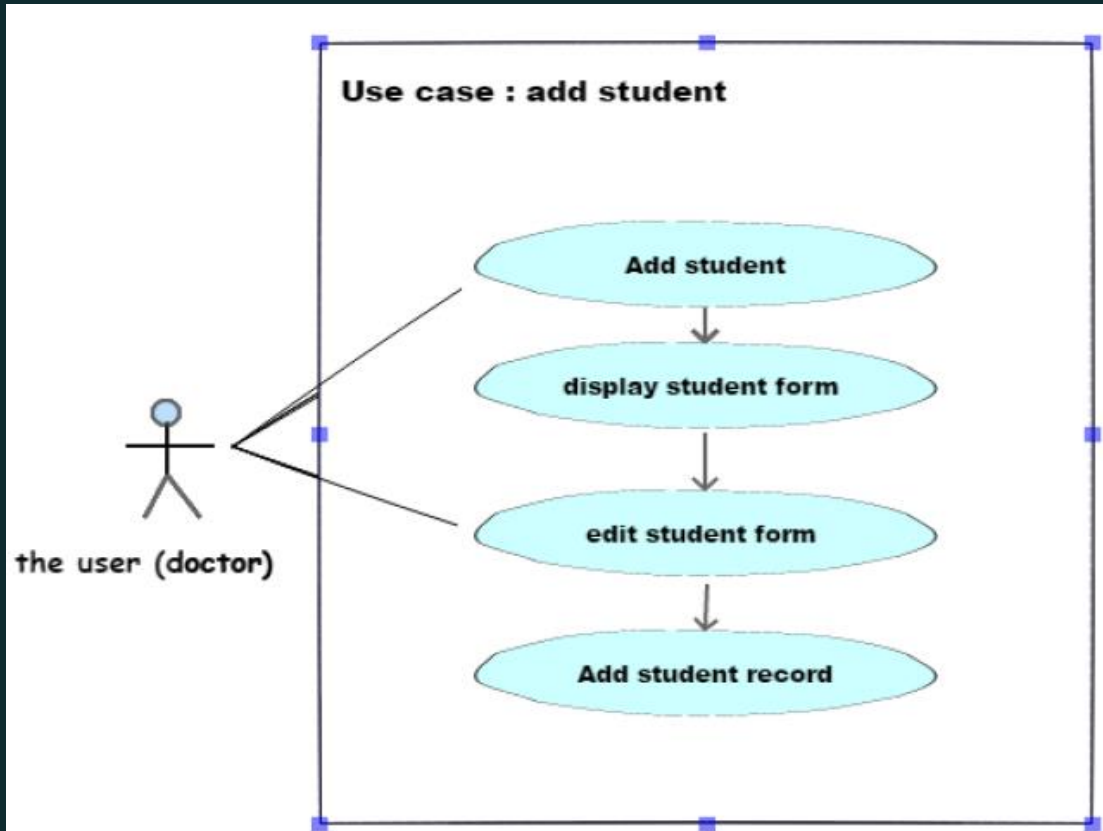 Use case : add student
Add student
display student form
the user (doctor)
edit student form
Add student record